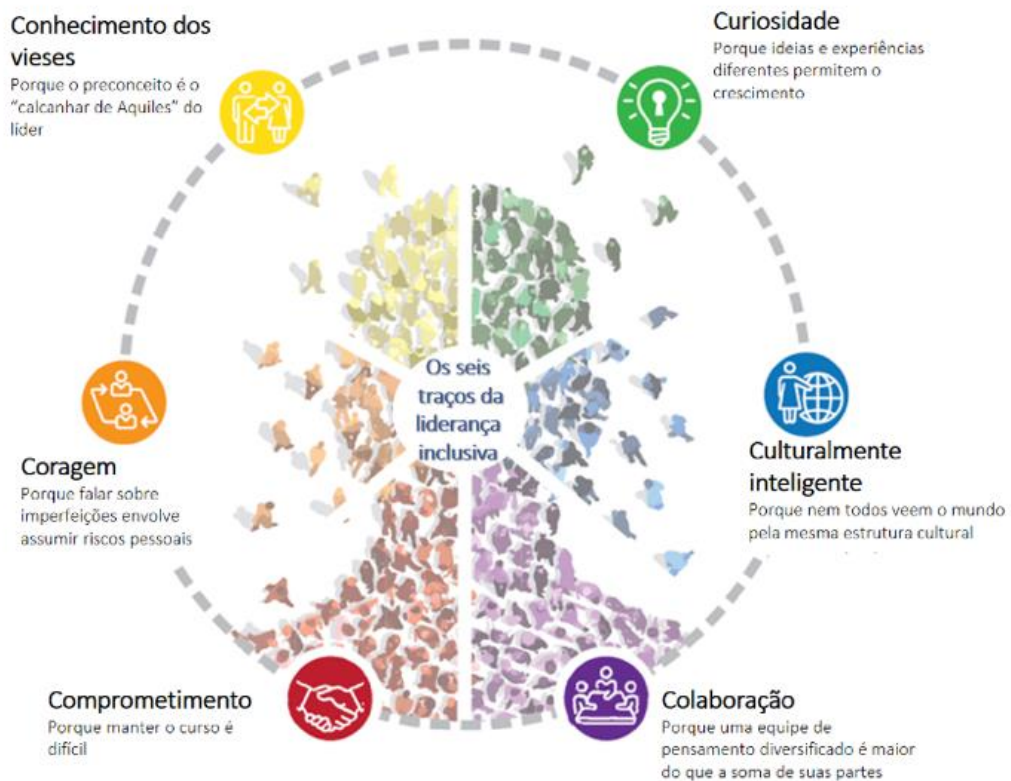 Conhecimento dos
vieses
Porque o preconceito é o
"calcanhar de Aquiles" do
líder
Curiosidade
Porque ideias e experiências
diferentes permitem o
crescimento
Os seis
traços da
liderança
inclusiva
Coragem
Porque falar sobre
imperfeições envolve
assumir riscos pessoais
Culturalmente
inteligente
Porque nem todos veem o mundo
pela mesma estrutura cultural
Comprometimento
Porque manter o curso é
difícil
Colaboração
Porque uma equipe de
pensamento diversificado é maior
do que a soma de suas partes